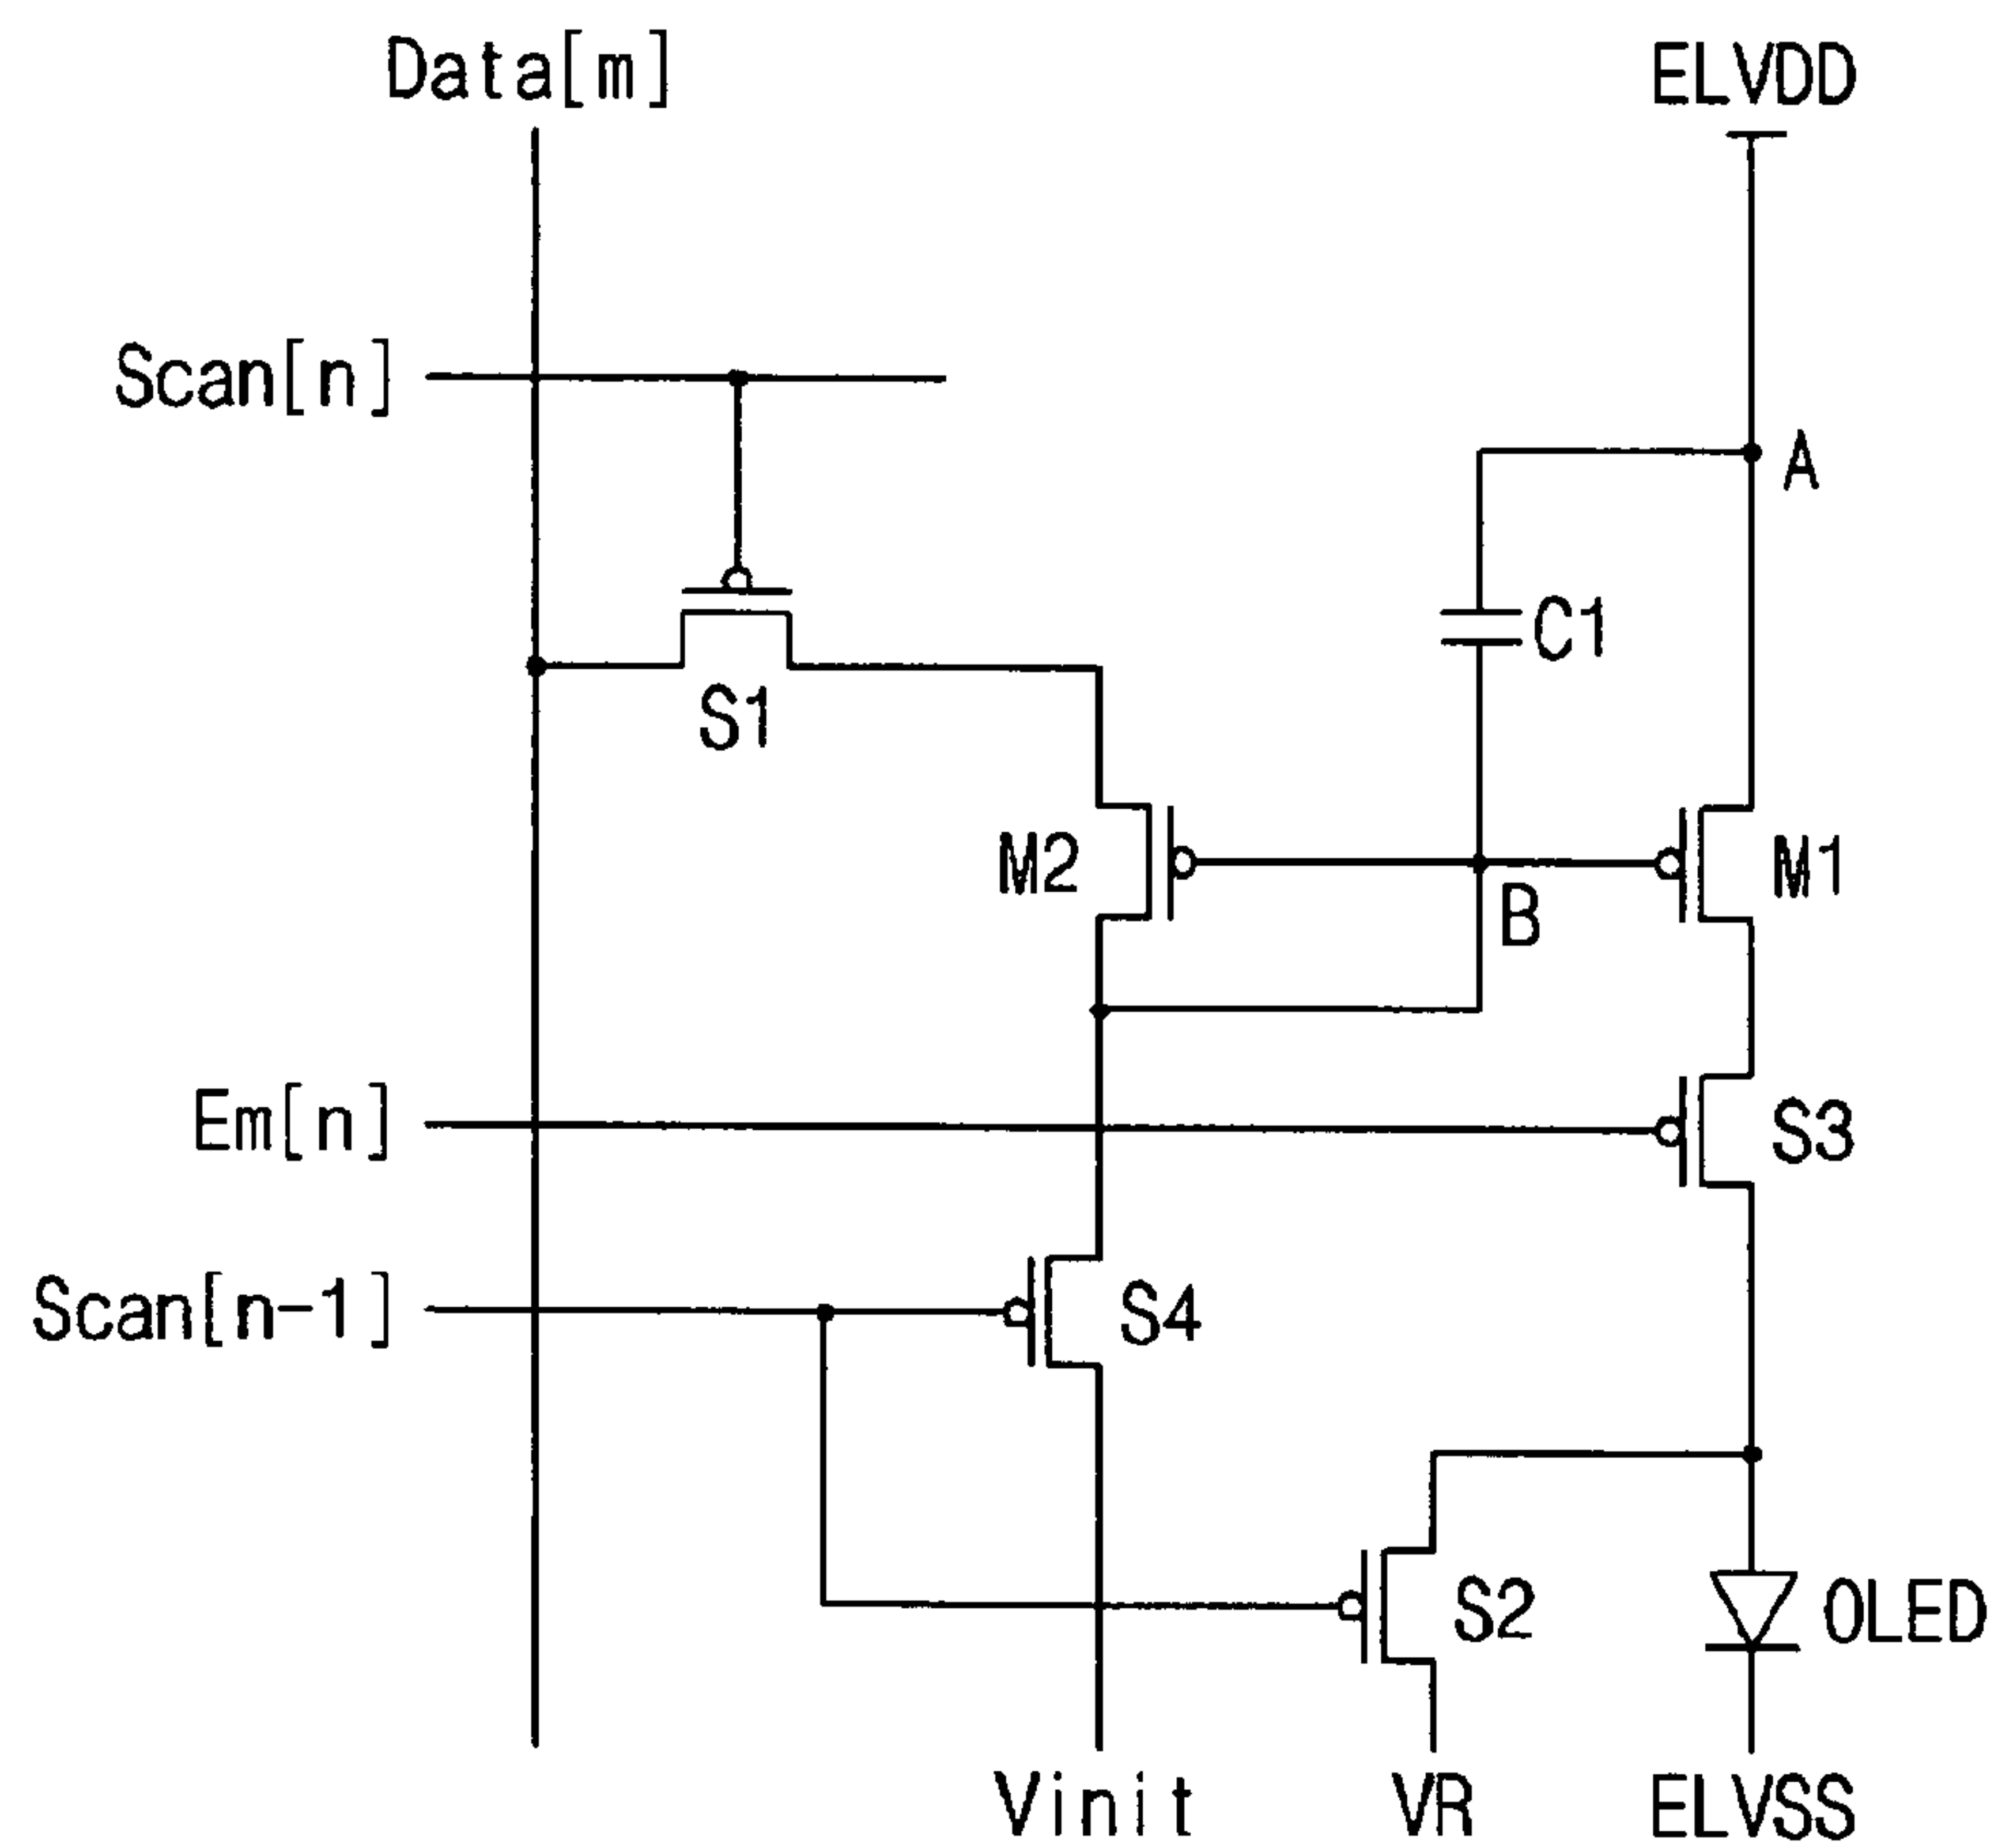 Data[m]
ELVDD
Scan[n]
A
C1
S1
M2
M1
B
Em[n]
S3
Scan[n-1]
S4
S2
OLED
Vinit
VR
ELVSS